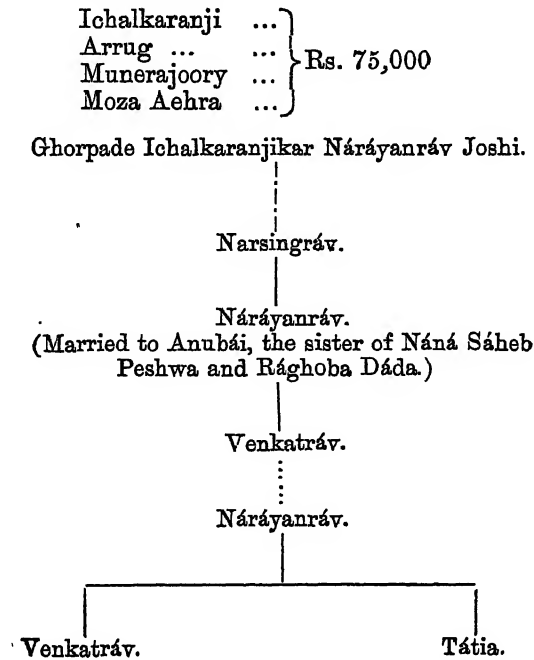 Ichalkaranji ...
Arrug ... ...
Munerajoory ...
Moza Aehra ...
Rs. 75,000
Ghorpade Ichalkaranjikar Náráyanráv Joshi.
Narsingráv.
Náráyanráv.
(Married to Anubái, the sister of Náná Sáheb
Peshwa and Rághoba Dáda.)
Venkatráv.
Náráyanráv.
Venkatráv. Tátia.